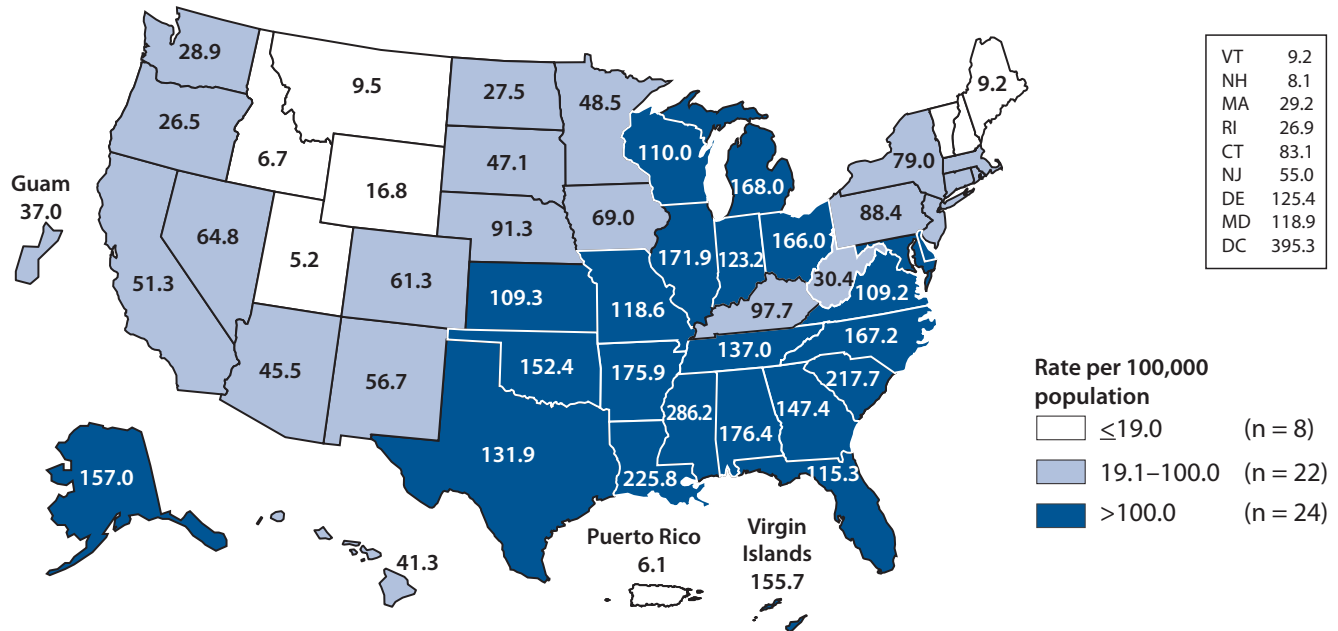 VT 9.2
NH 8.1
MA 29.2
RI 26.9
CT 83.1
NJ 55.0
DE 125.4
MD 118.9
DC 395.3
28.9
9.5
27.5
48.5
9.2
26.5
6.7
47.1
110.0
168.0
79.0
Guam
37.0
16.8
91.3
69.0
88.4
64.8
5.2
61.3
171.9
123.2
166.0
30.4
51.3
109.3
118.6
97.7
109.2
45.5
56.7
152.4
175.9
137.0
167.2
217.7
131.9
286.2
176.4
147.4
225.8
115.3
157.0
41.3
Puerto Rico
6.1
Virgin
Islands
155.7
Rate per 100,000
population
≤19.0 (n = 8)
19.1–100.0 (n = 22)
>100.0 (n = 24)